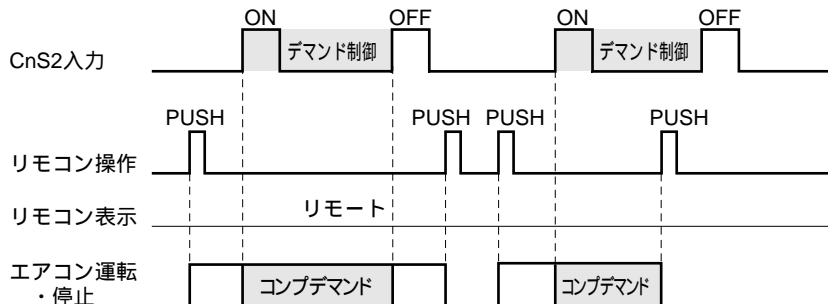 ON OFF ON OFF
CnS2入力 デマンド制御 デマンド制御
PUSH PUSH PUSH PUSH
リモコン操作
リモコン表示 リモート
エアコン運転
・停止
コンプデマンド コンプデマンド